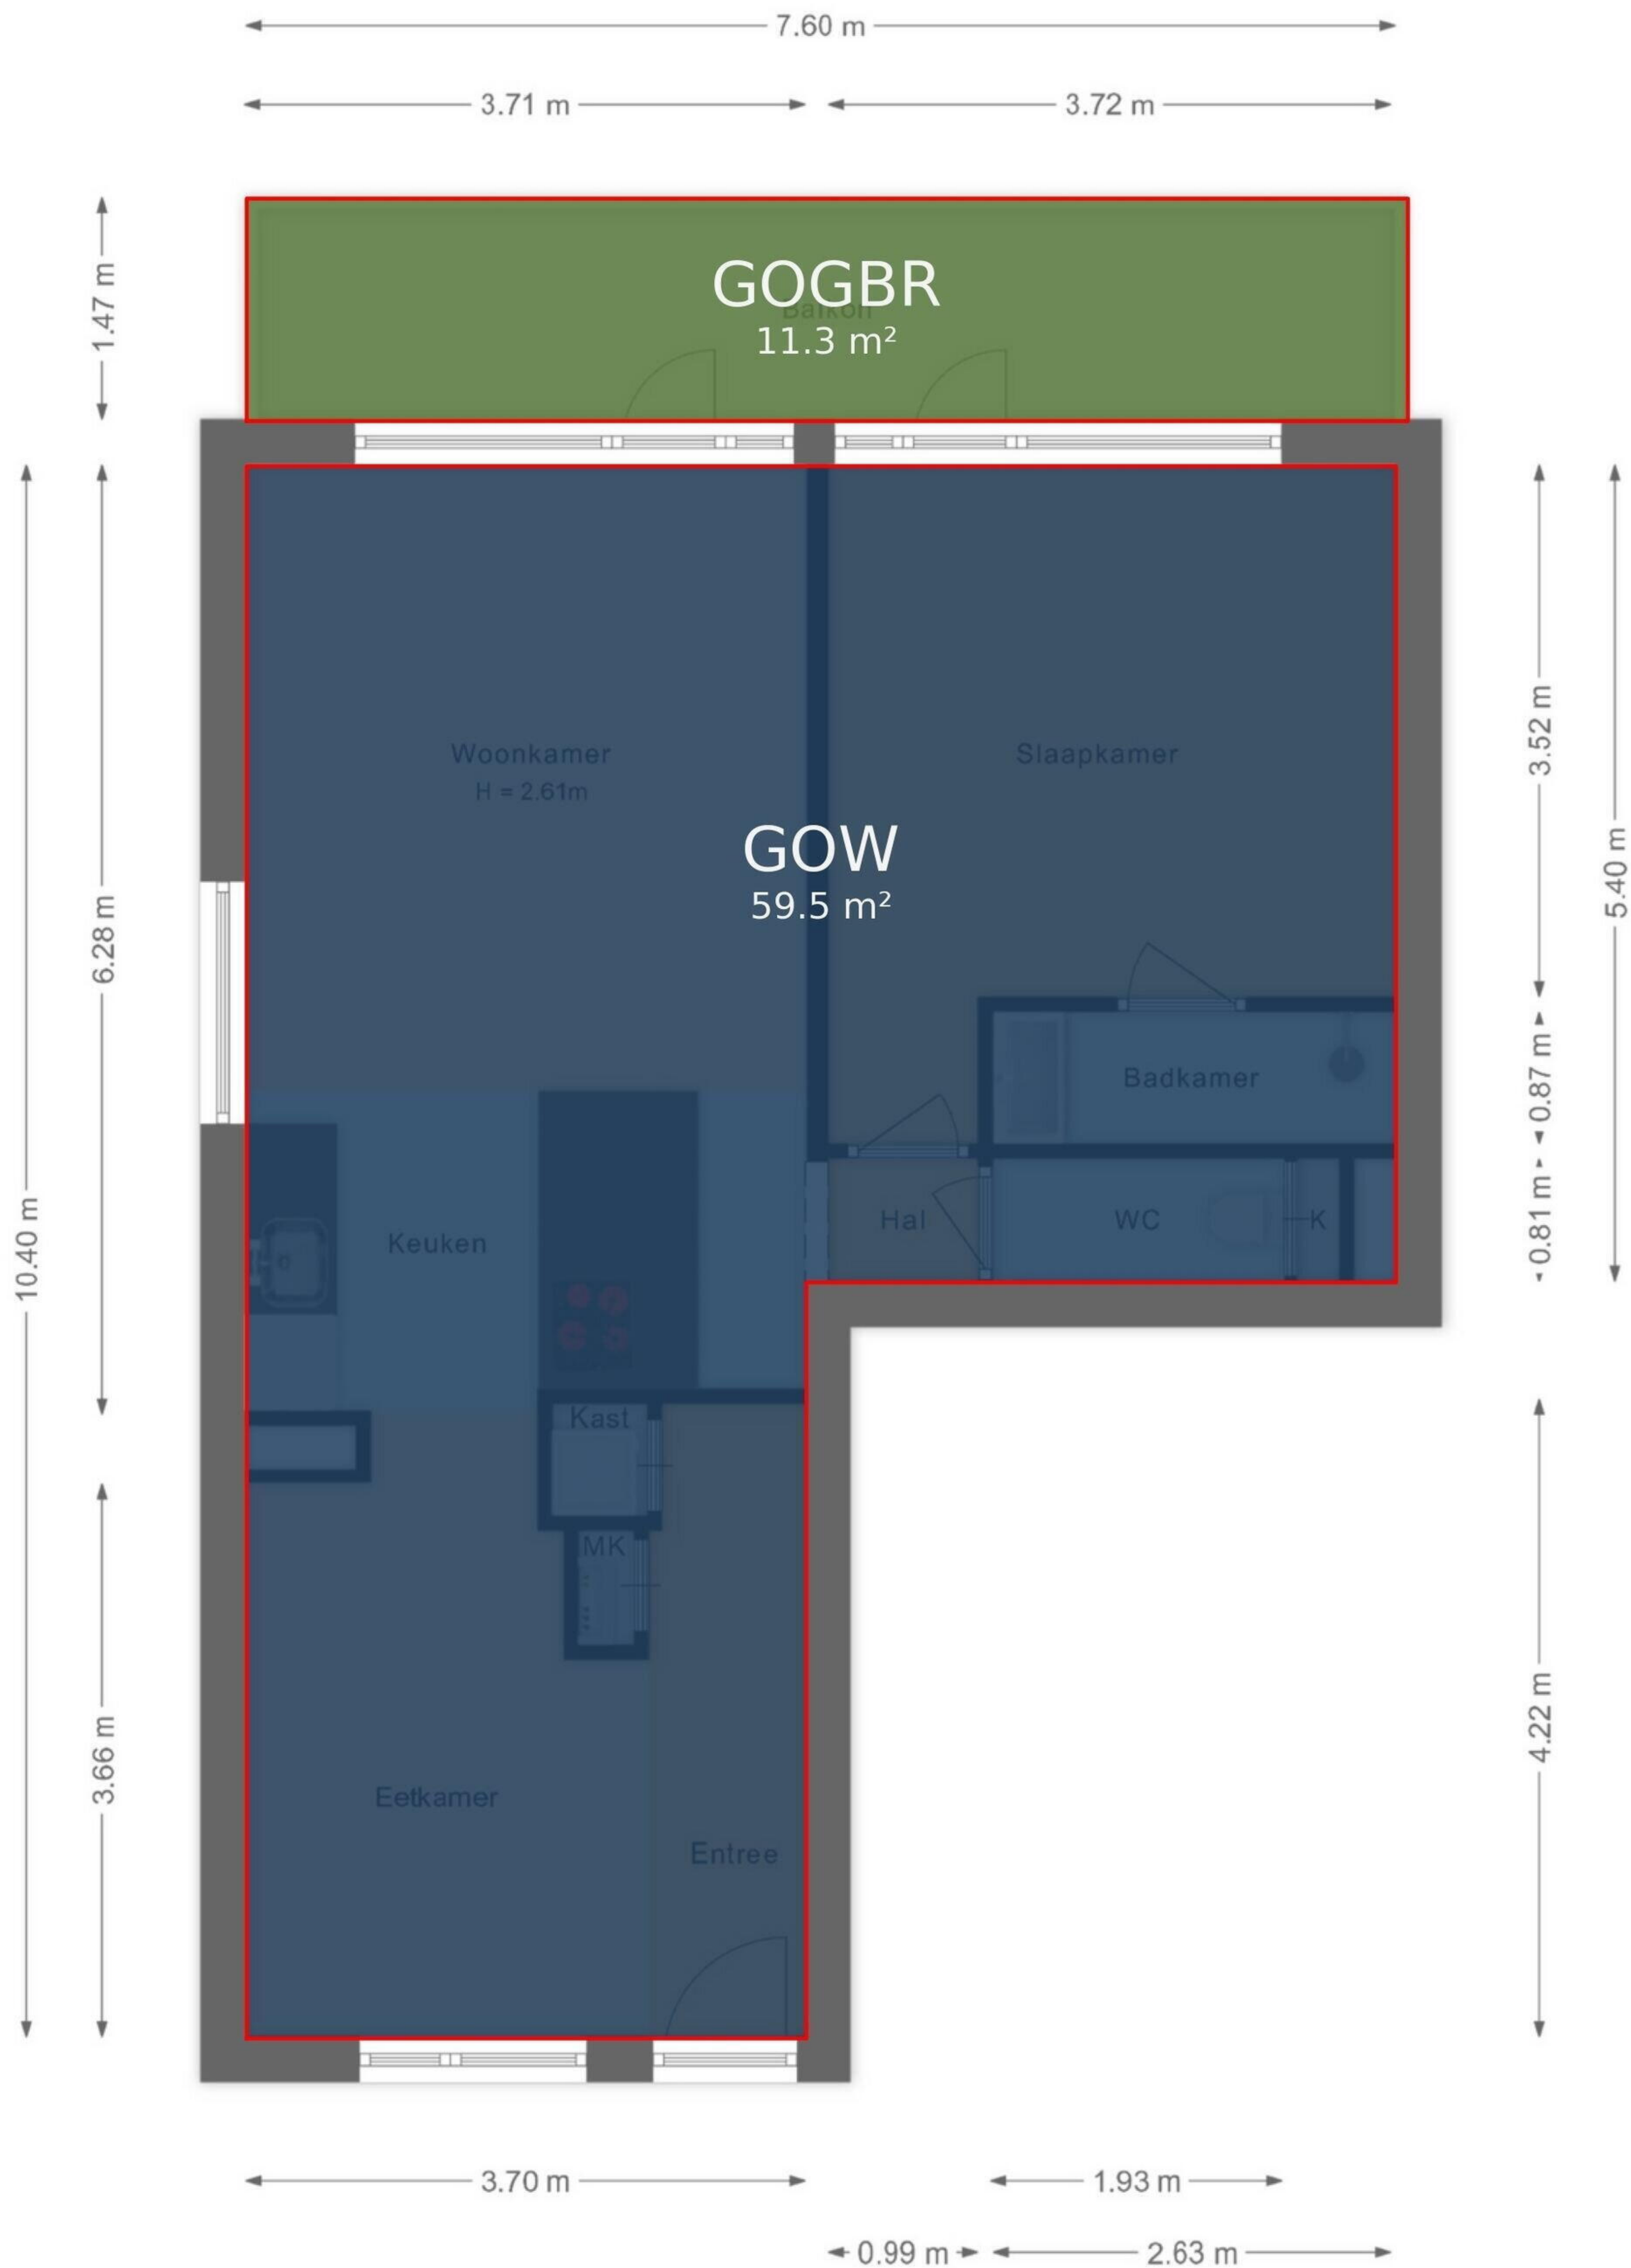 7.60 m
3.71 m
3.72 m
1.47 m
GOGBR
Balkon
11.3 m²
10.40 m
6.28 m
3.66 m
3.52 m
0.87 m
0.81 m
5.40 m
4.22 m
Woonkamer
H = 2.61m
Slaapkamer
GOW
59.5 m²
Badkamer
Keuken
Hal
WC
K
Kast
MK
Eetkamer
Entree
3.70 m
1.93 m
0.99 m
2.63 m